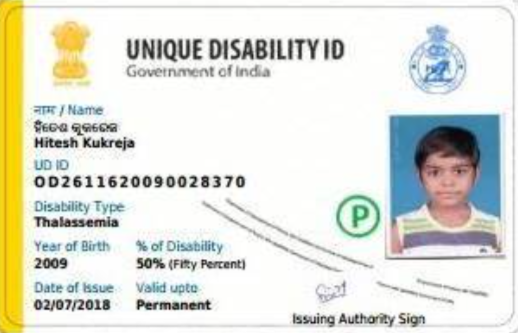 UNIQUE DISABILITY ID
Government of India
नाम / Name
ହିତେଶ କୁକରେଜା
Hitesh Kukreja
UD ID
OD2611620090028370
Disability Type
Thalassemia
Year of Birth % of Disability
2009 50% (Fifty Percent)
Date of Issue Valid upto
02/07/2018 Permanent
P
Issuing Authority Sign